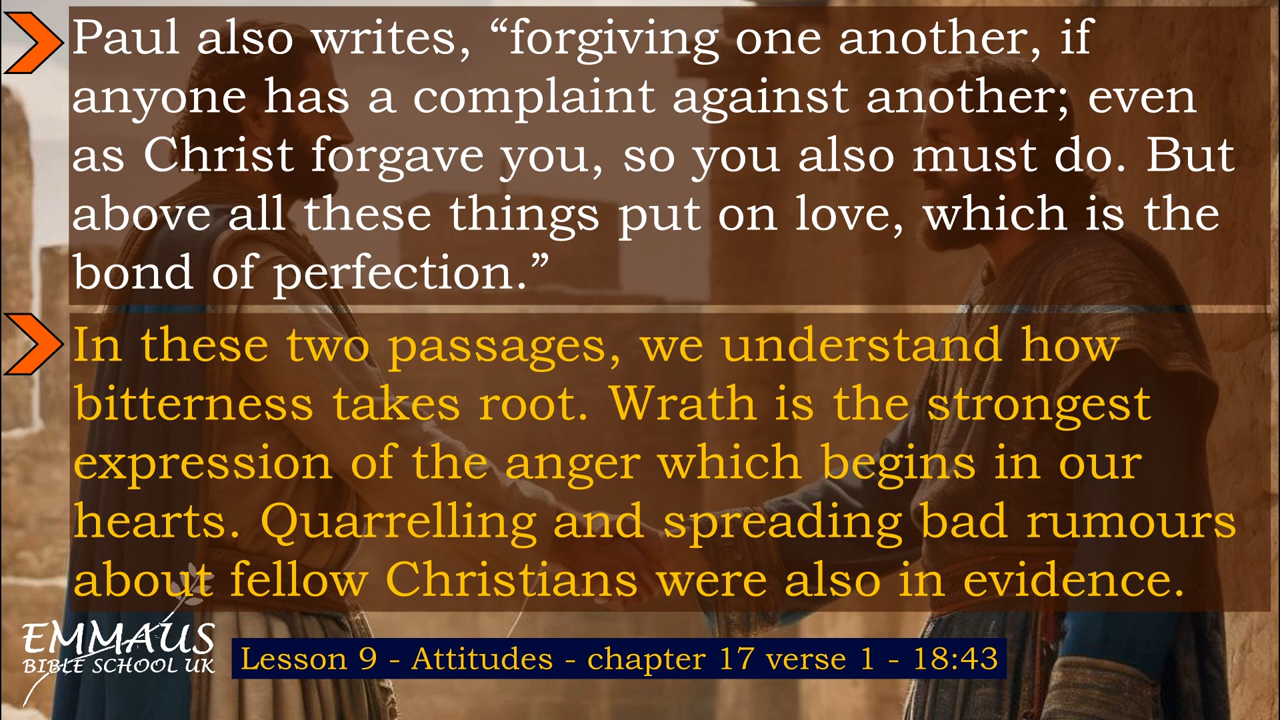 Paul also writes, “forgiving one another, if
anyone has a complaint against another; even
as Christ forgave you, so you also must do. But
above all these things put on love, which is the
bond of perfection.”
In these two passages, we understand how
bitterness takes root. Wrath is the strongest
expression of the anger which begins in our
hearts. Quarrelling and spreading bad rumours
about fellow Christians were also in evidence.
EMMAUS
BIBLE SCHOOL UK
Lesson 9 - Attitudes - chapter 17 verse 1 - 18:43